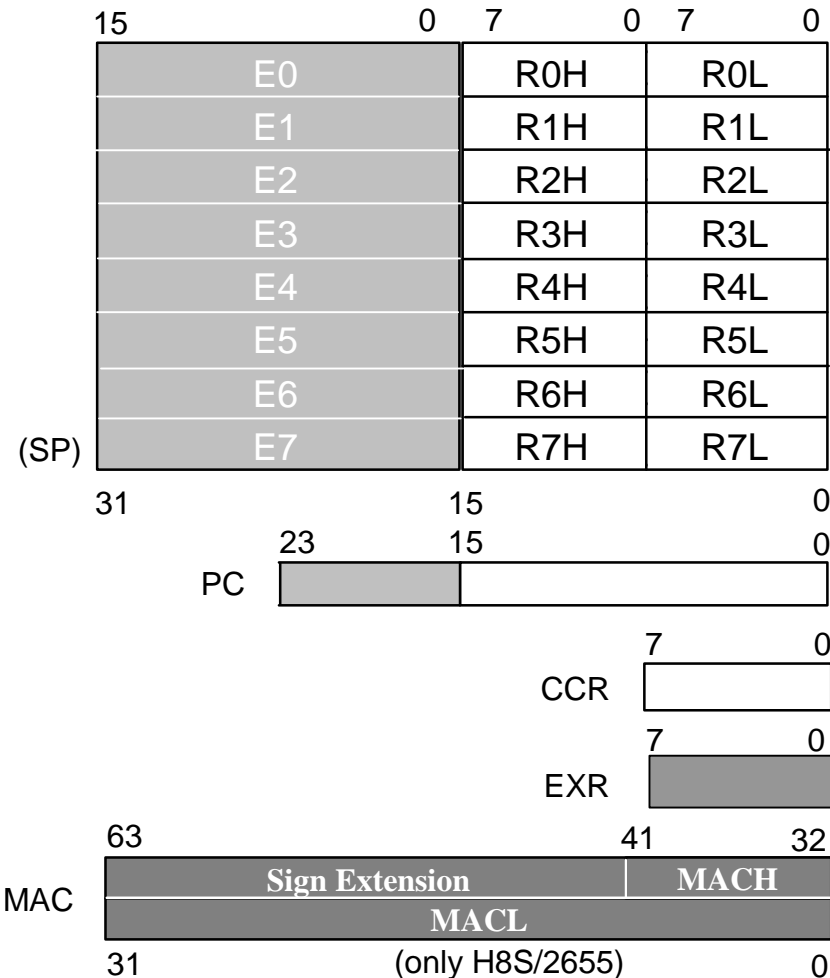 15 0 7 0 7 0
E0 R0H R0L
E1 R1H R1L
E2 R2H R2L
E3 R3H R3L
E4 R4H R4L
E5 R5H R5L
E6 R6H R6L
(SP) E7 R7H R7L
31 15 0
23 15 0
PC
7 0
CCR
7 0
EXR
63 41 32
Sign Extension MACH
MAC
MACL
31 (only H8S/2655) 0